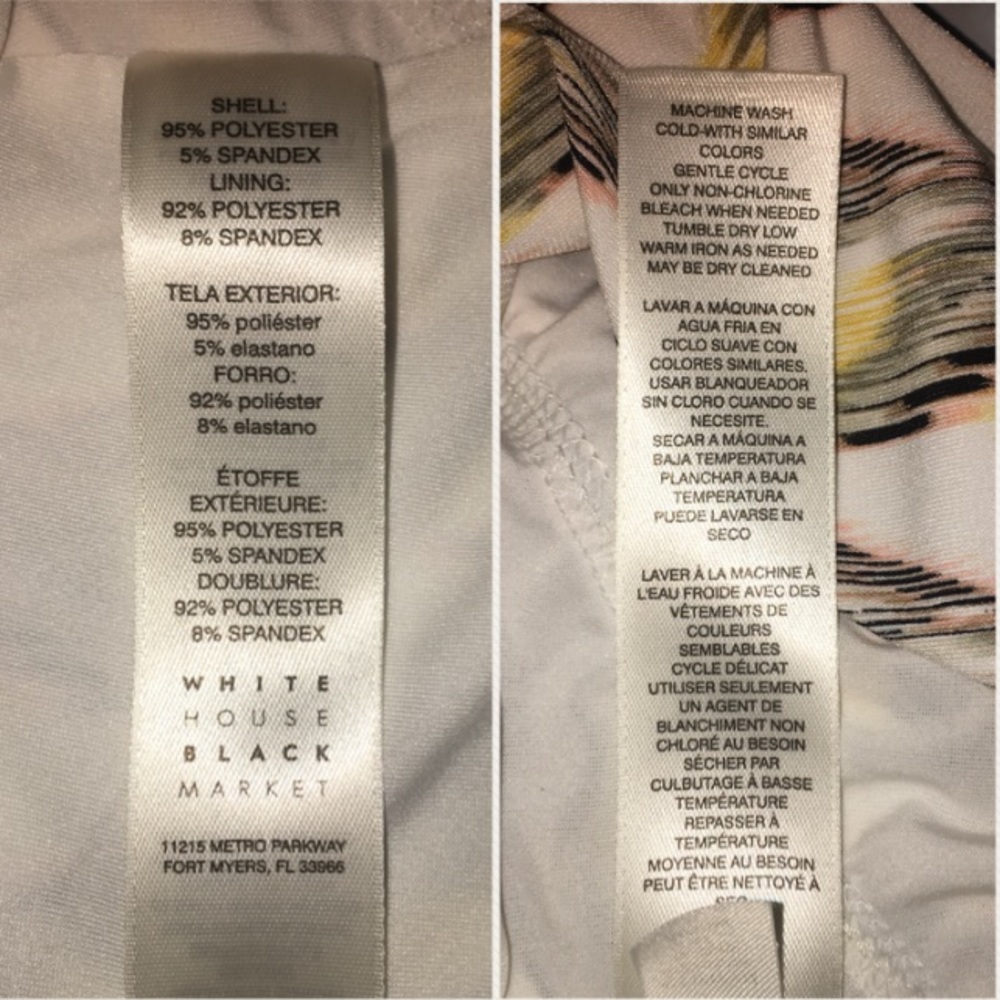 SHELL:
95% POLYESTER
5% SPANDEX
LINING:
92% POLYESTER
8% SPANDEX
TELA EXTERIOR:
95% poliéster
5% elastano
FORRO:
92% poliéster
8% elastano
ÉTOFFE
EXTÉRIEURE:
95% POLYESTER
5% SPANDEX
DOUBLURE:
92% POLYESTER
8% SPANDEX
WHITE
HOUSE
BLACK
MARKET
11215 METRO PARKWAY
FORT MYERS, FL 33966
MACHINE WASH
COLD-WITH SIMILAR
COLORS
GENTLE CYCLE
ONLY NON-CHLORINE
BLEACH WHEN NEEDED
TUMBLE DRY LOW
WARM IRON AS NEEDED
MAY BE DRY CLEANED
LAVAR A MÁQUINA CON
AGUA FRIA EN
CICLO SUAVE CON
COLORES SIMILARES.
USAR BLANQUEADOR
SIN CLORO CUANDO SE
NECESITE.
SECAR A MÁQUINA A
BAJA TEMPERATURA
PLANCHAR A BAJA
TEMPERATURA
PUEDE LAVARSE EN
SECO
LAVER À LA MACHINE À
L'EAU FROIDE AVEC DES
VÊTEMENTS DE
COULEURS
SEMBLABLES
CYCLE DÉLICAT
UTILISER SEULEMENT
UN AGENT DE
BLANCHIMENT NON
CHLORÉ AU BESOIN
SÉCHER PAR
CULBUTAGE À BASSE
TEMPÉRATURE
REPASSER À
TEMPÉRATURE
MOYENNE AU BESOIN
PEUT ÊTRE NETTOYÉ À